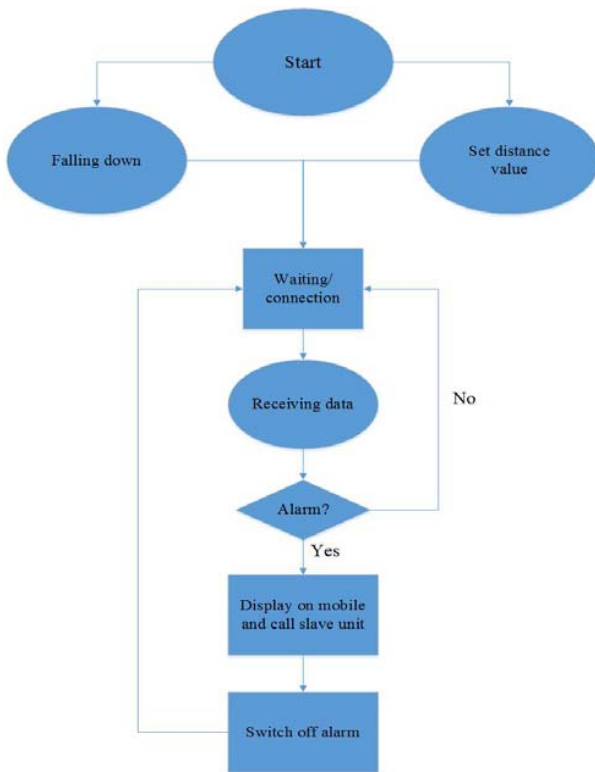 Start
Falling down
Set distance
value
Waiting/
connection
Receiving data
No
Alarm?
Yes
Display on mobile
and call slave unit
Switch off alarm